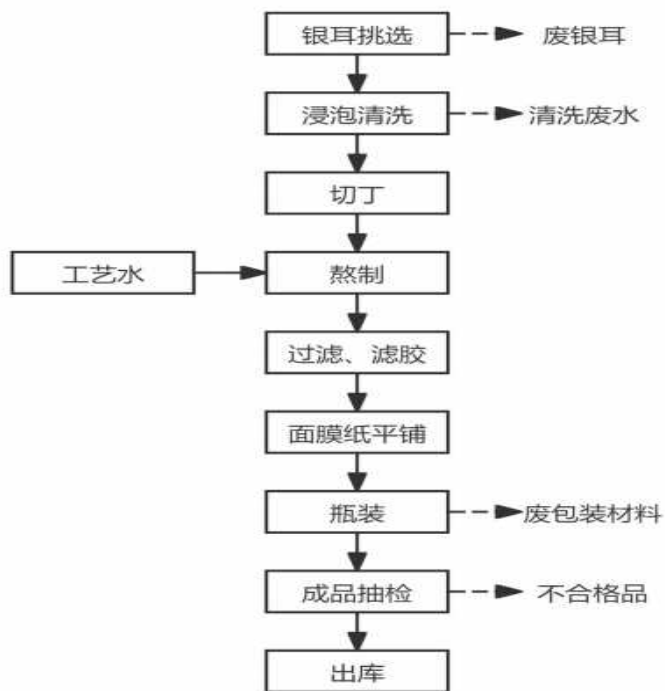 银耳挑选
废银耳
浸泡清洗
清洗废水
切丁
工艺水
熬制
过滤、滤胶
面膜纸平铺
瓶装
废包装材料
成品抽检
不合格品
出库